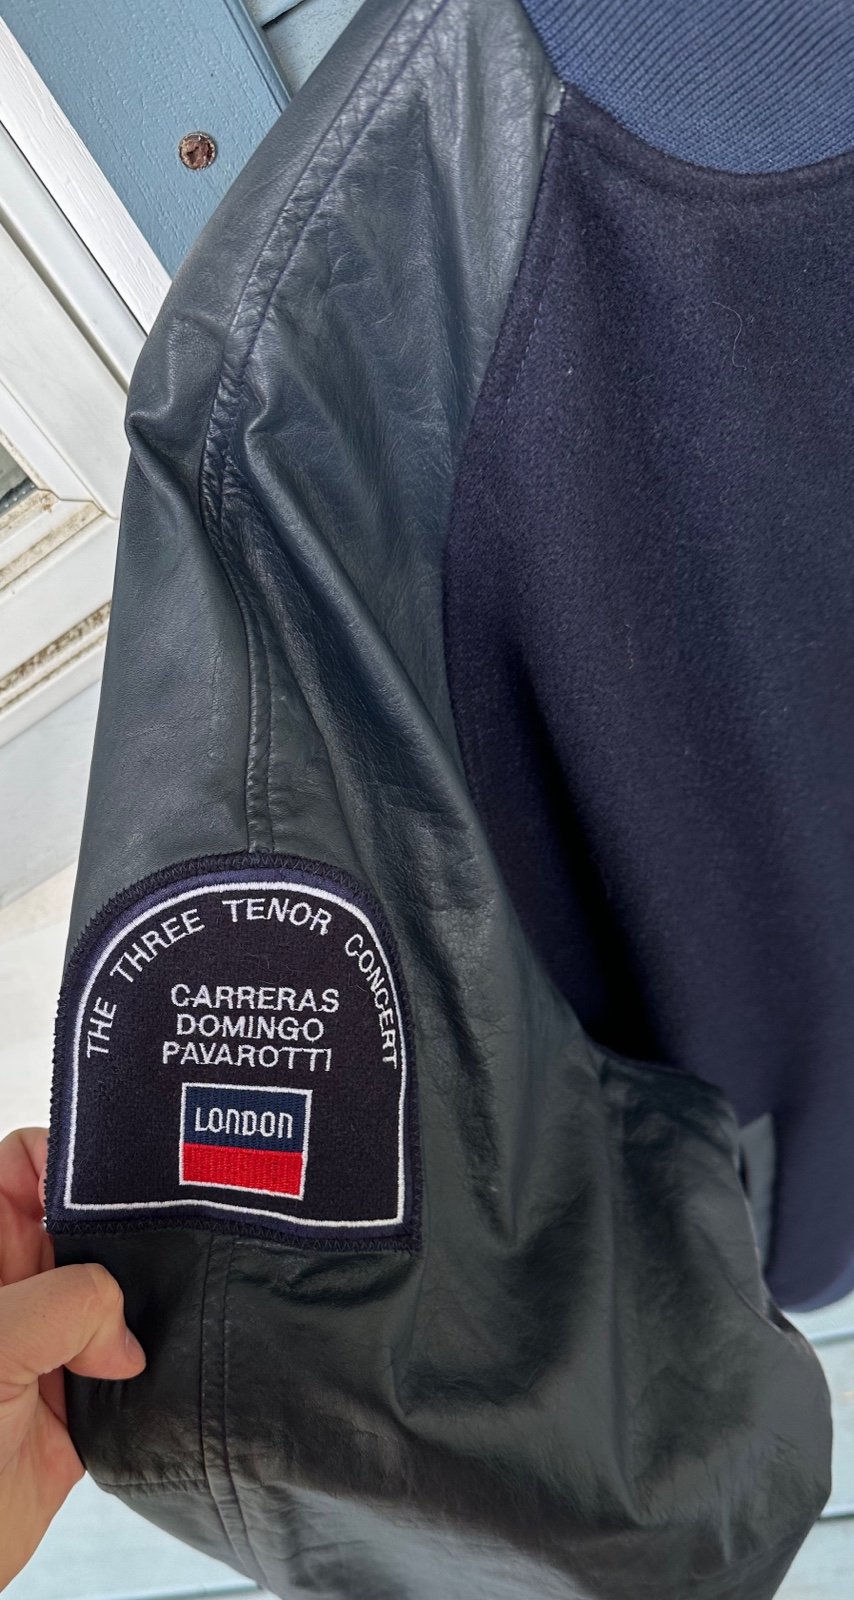 THE THREE TENOR CONCERT
CARRERAS
DOMINGO
PAVAROTTI
LONDON